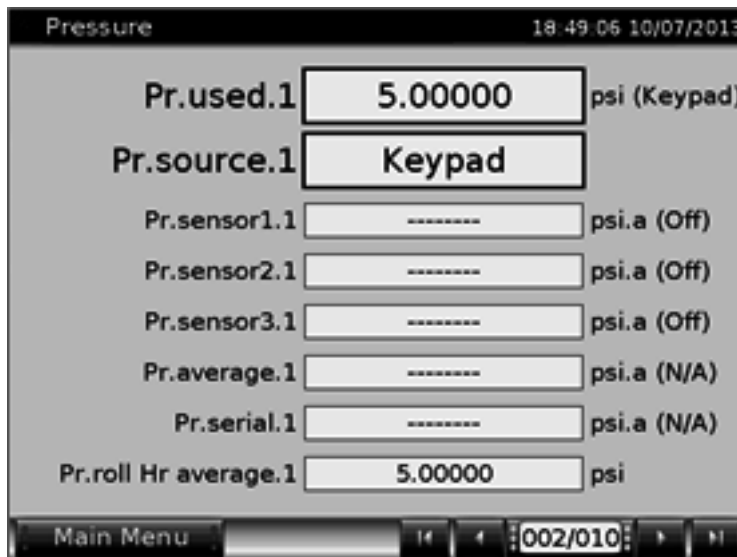 Pressure 18:49:06 10/07/2013
Pr.used.1 5.00000 psi (Keypad)
Pr.source.1 Keypad
Pr.sensor1.1 -------- psi.a (Off)
Pr.sensor2.1 -------- psi.a (Off)
Pr.sensor3.1 -------- psi.a (Off)
Pr.average.1 -------- psi.a (N/A)
Pr.serial.1 -------- psi.a (N/A)
Pr.roll Hr average.1 5.00000 psi
Main Menu 002/010